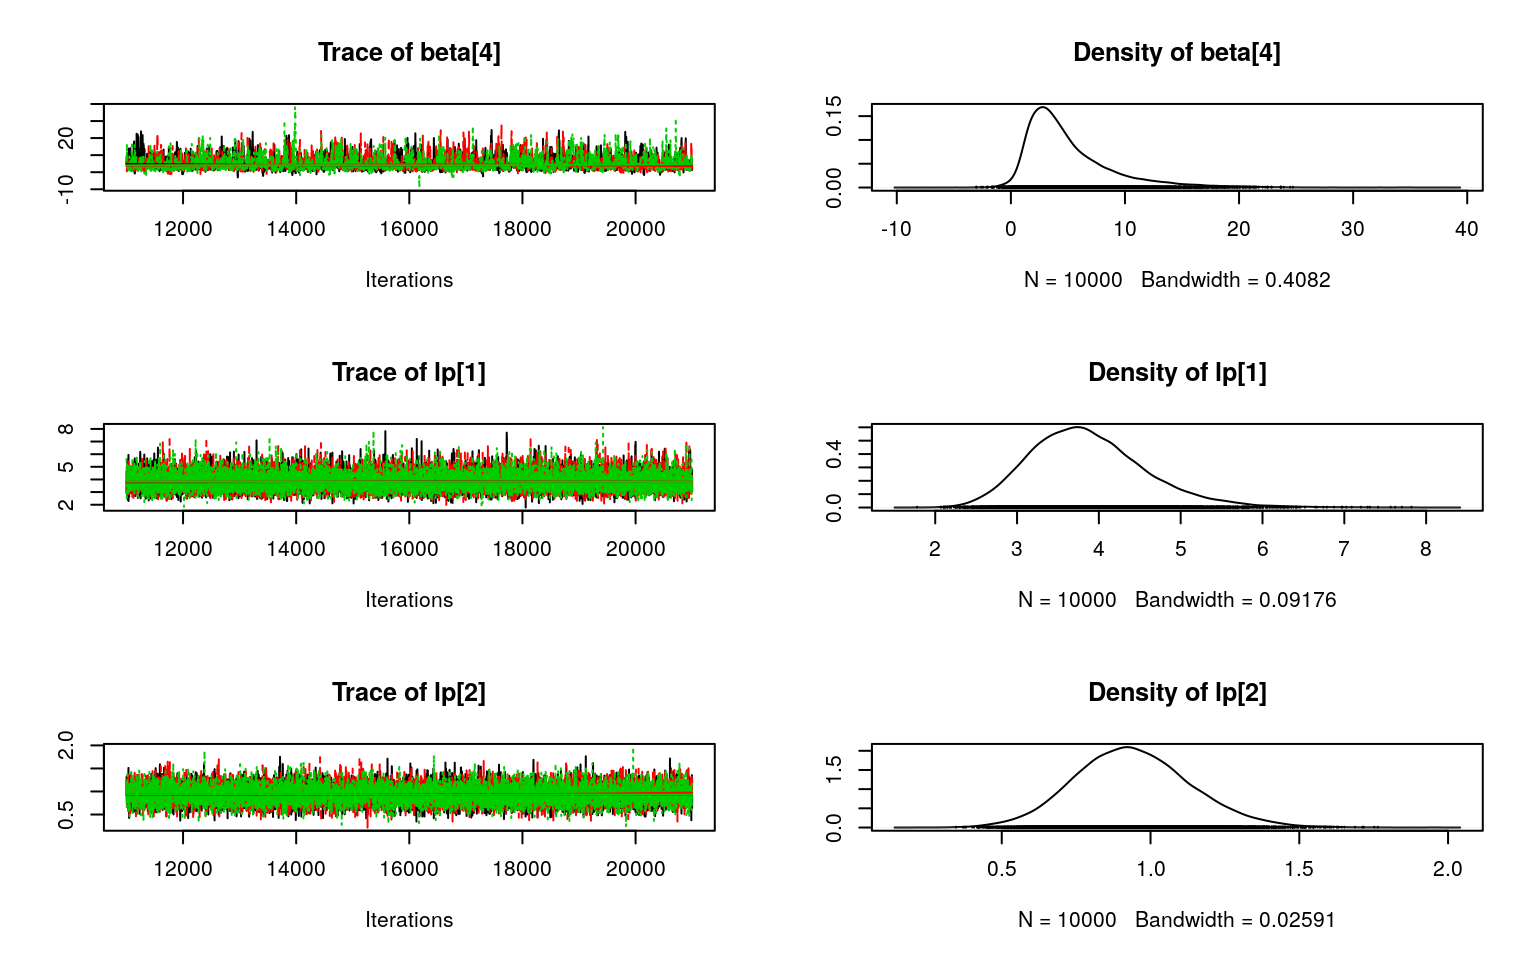 Trace of beta[4]
20
-10
12000 14000 16000 18000 20000
Iterations
Density of beta[4]
0.15
0.00
-10 0 10 20 30 40
N = 10000 Bandwidth = 0.4082
Trace of lp[1]
8
5
2
12000 14000 16000 18000 20000
Iterations
Density of lp[1]
0.4
0.0
2 3 4 5 6 7 8
N = 10000 Bandwidth = 0.09176
Trace of lp[2]
2.0
0.5
12000 14000 16000 18000 20000
Iterations
Density of lp[2]
1.5
0.0
0.5 1.0 1.5 2.0
N = 10000 Bandwidth = 0.02591